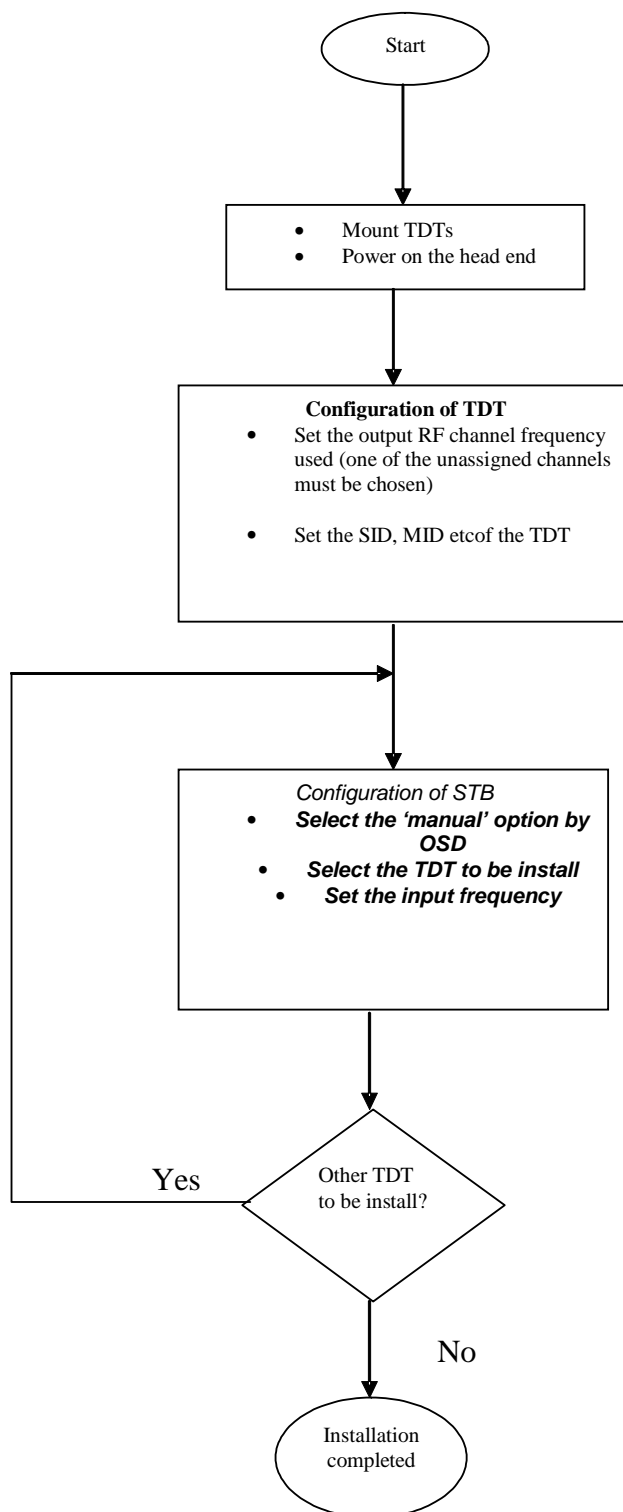 Start
• Mount TDTs
• Power on the head end
Configuration of TDT
• Set the output RF channel frequency
used (one of the unassigned channels
must be chosen)
• Set the SID, MID etcof the TDT
Configuration of STB
• Select the ‘manual’ option by
OSD
• Select the TDT to be install
• Set the input frequency
Other TDT
to be install?
Yes
No
Installation
completed